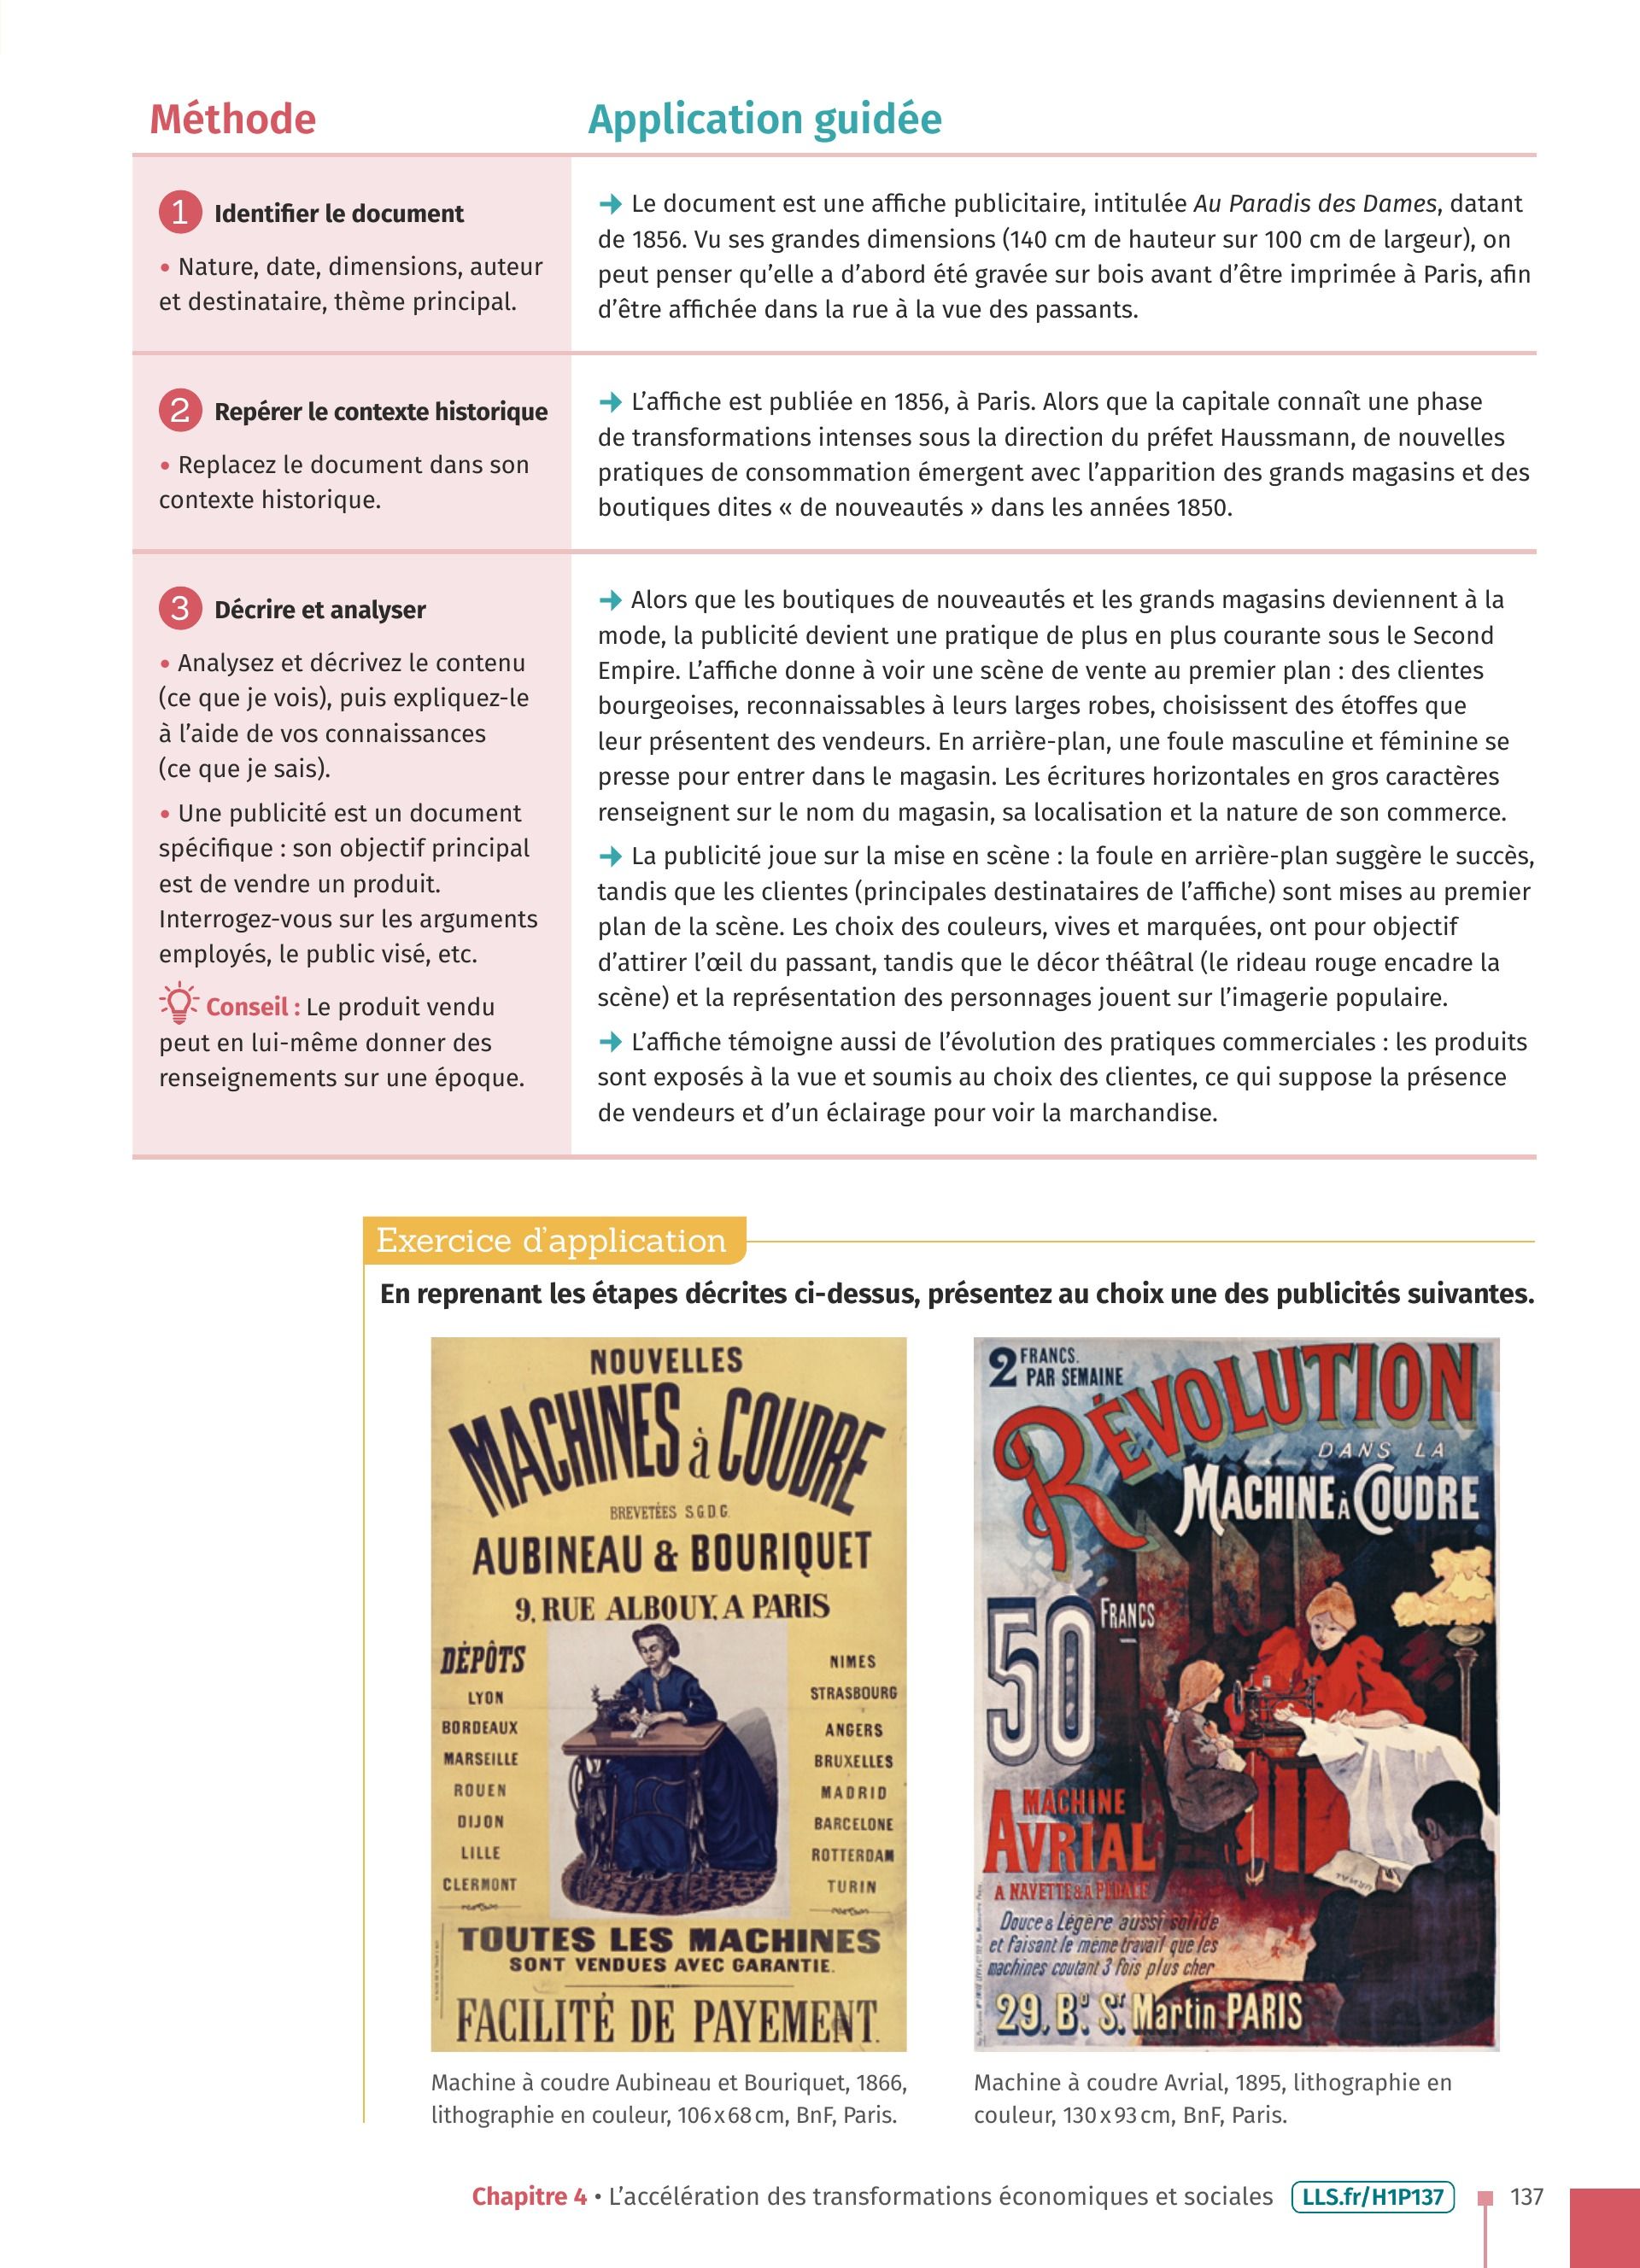 Méthode
Application guidée
1 Identifier le document
• Nature, date, dimensions, auteur
et destinataire, thème principal.
➜ Le document est une affiche publicitaire, intitulée Au Paradis des Dames, datant
de 1856. Vu ses grandes dimensions (140 cm de hauteur sur 100 cm de largeur), on
peut penser qu’elle a d’abord été gravée sur bois avant d’être imprimée à Paris, afin
d’être affichée dans la rue à la vue des passants.
2 Repérer le contexte historique
• Replacez le document dans son
contexte historique.
➜ L’affiche est publiée en 1856, à Paris. Alors que la capitale connaît une phase
de transformations intenses sous la direction du préfet Haussmann, de nouvelles
pratiques de consommation émergent avec l’apparition des grands magasins et des
boutiques dites « de nouveautés » dans les années 1850.
3 Décrire et analyser
• Analysez et décrivez le contenu
(ce que je vois), puis expliquez-le
à l’aide de vos connaissances
(ce que je sais).
• Une publicité est un document
spécifique : son objectif principal
est de vendre un produit.
Interrogez-vous sur les arguments
employés, le public visé, etc.
Conseil : Le produit vendu
peut en lui-même donner des
renseignements sur une époque.
➜ Alors que les boutiques de nouveautés et les grands magasins deviennent à la
mode, la publicité devient une pratique de plus en plus courante sous le Second
Empire. L’affiche donne à voir une scène de vente au premier plan : des clientes
bourgeoises, reconnaissables à leurs larges robes, choisissent des étoffes que
leur présentent des vendeurs. En arrière-plan, une foule masculine et féminine se
presse pour entrer dans le magasin. Les écritures horizontales en gros caractères
renseignent sur le nom du magasin, sa localisation et la nature de son commerce.
➜ La publicité joue sur la mise en scène : la foule en arrière-plan suggère le succès,
tandis que les clientes (principales destinataires de l’affiche) sont mises au premier
plan de la scène. Les choix des couleurs, vives et marquées, ont pour objectif
d’attirer l’œil du passant, tandis que le décor théâtral (le rideau rouge encadre la
scène) et la représentation des personnages jouent sur l’imagerie populaire.
➜ L’affiche témoigne aussi de l’évolution des pratiques commerciales : les produits
sont exposés à la vue et soumis au choix des clientes, ce qui suppose la présence
de vendeurs et d’un éclairage pour voir la marchandise.
Exercice d’application
En reprenant les étapes décrites ci-dessus, présentez au choix une des publicités suivantes.
NOUVELLES
MACHINES à COUDRE
BREVETÉES S.G.D.G.
AUBINEAU & BOURIQUET
9, RUE ALBOUY, A PARIS
DÉPÔTS
LYON
BORDEAUX
MARSEILLE
ROUEN
DIJON
LILLE
CLERMONT
NIMES
STRASBOURG
ANGERS
BRUXELLES
MADRID
BARCELONE
ROTTERDAM
TURIN
TOUTES LES MACHINES
SONT VENDUES AVEC GARANTIE.
FACILITÉ DE PAYEMENT.
2 FRANCS.
PAR SEMAINE
RÉVOLUTION
DANS LA
MACHINE À COUDRE
50 FRANCS
A MACHINE
AVRIAL
A NAVETTE & A PÉDALE
Douce & Légère aussi solide
et faisant le même travail que les
machines coutant 3 fois plus cher
29, Bd. St. Martin PARIS
Machine à coudre Aubineau et Bouriquet, 1866,
lithographie en couleur, 106 x 68 cm, BnF, Paris.
Machine à coudre Avrial, 1895, lithographie en
couleur, 130 x 93 cm, BnF, Paris.
Chapitre 4 • L’accélération des transformations économiques et sociales LLS.fr/H1P137 137